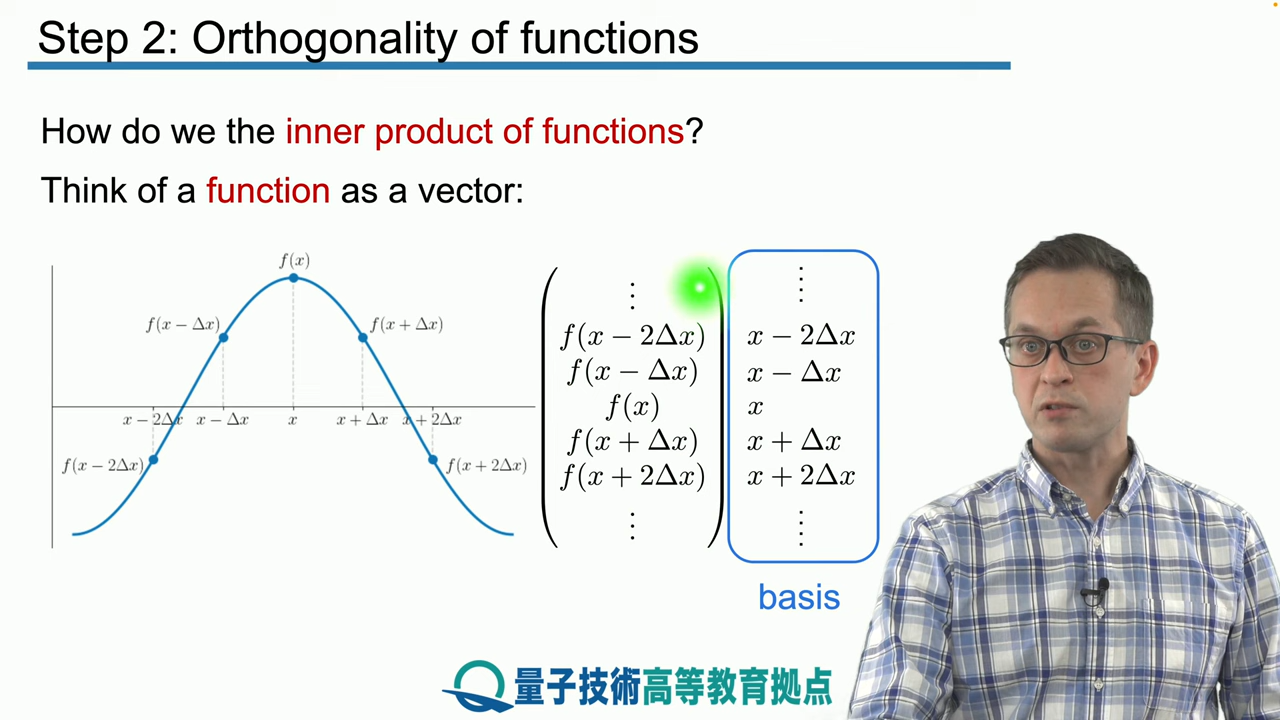 Step 2: Orthogonality of functions
How do we the inner product of functions?
Think of a function as a vector:
f(x)
f(x − Δx)
f(x + Δx)
x − 2Δx
x − Δx
x
x + Δx
x + 2Δx
f(x − 2Δx)
f(x + 2Δx)
⋮
f(x − 2Δx)
f(x − Δx)
f(x)
f(x + Δx)
f(x + 2Δx)
⋮
⋮
x − 2Δx
x − Δx
x
x + Δx
x + 2Δx
⋮
basis
量子技術高等教育拠点